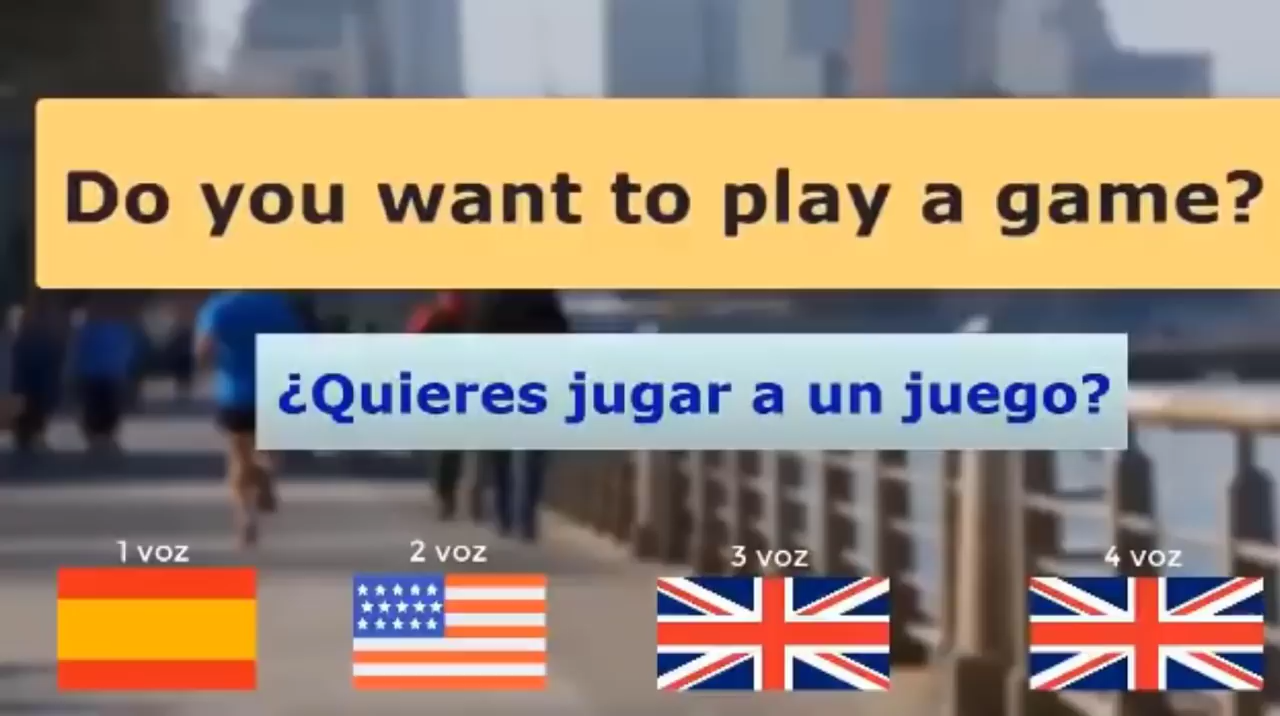 Do you want to play a game?
¿Quieres jugar a un juego?
1 voz
2 voz
3 voz
4 voz